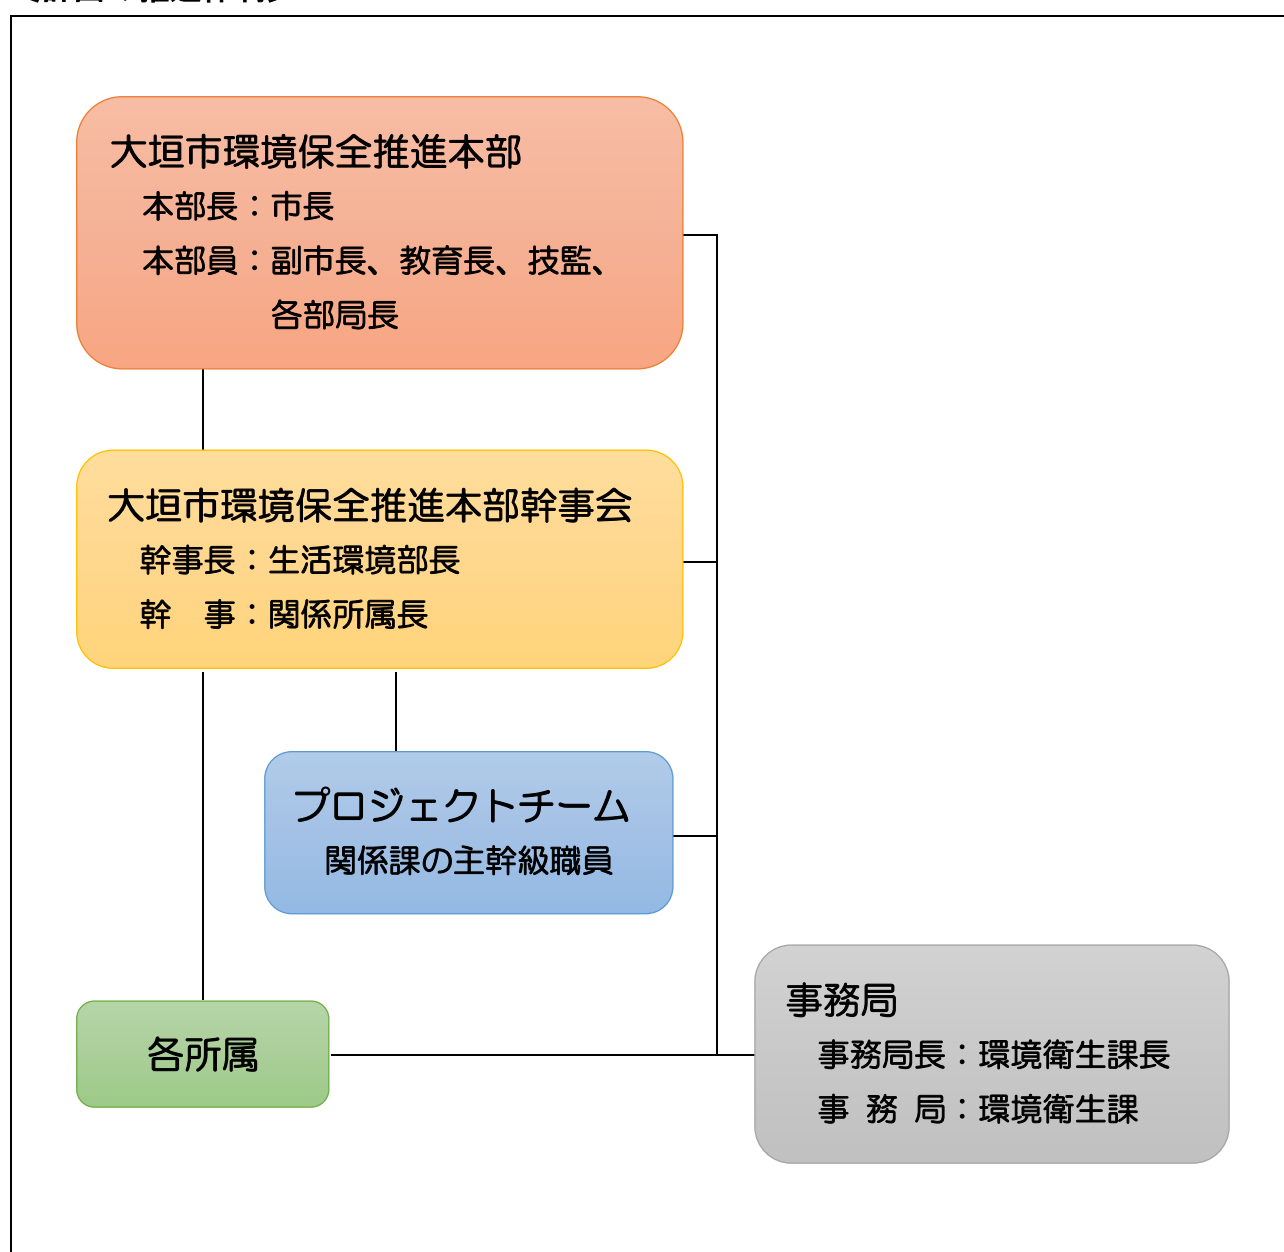 大垣市環境保全推進本部
本部長：市長
本部員：副市長、教育長、技監、
各部局長
大垣市環境保全推進本部幹事会
幹事長：生活環境部長
幹　事：関係所属長
プロジェクトチーム
関係課の主幹級職員
各所属
事務局
事務局長：環境衛生課長
事 務 局：環境衛生課